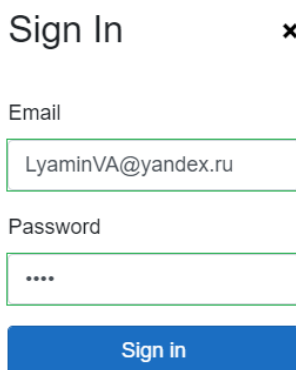 Sign In
Email
LyaminVA@yandex.ru
Password
••••
Sign in